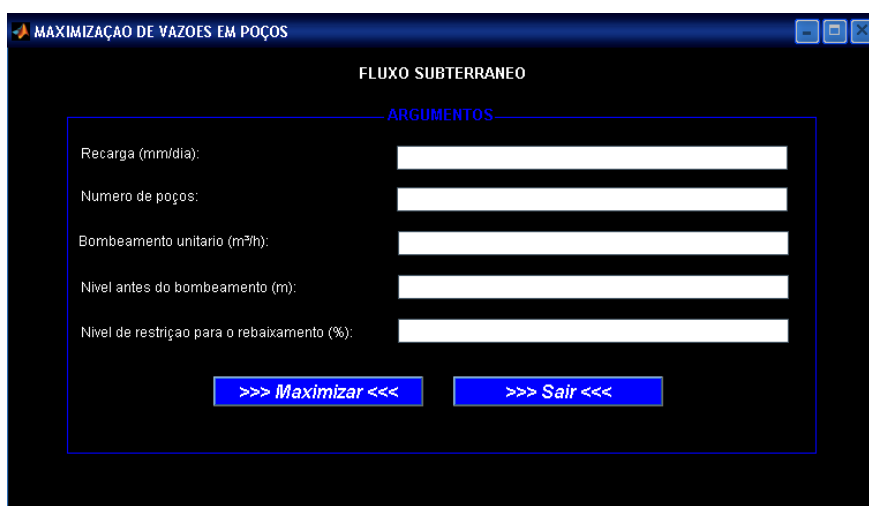 MAXIMIZAÇAO DE VAZOES EM POÇOS
FLUXO SUBTERRANEO
ARGUMENTOS
Recarga (mm/dia):
Numero de poços:
Bombeamento unitario (m³/h):
Nivel antes do bombeamento (m):
Nivel de restriçao para o rebaixamento (%):
>>> Maximizar <<< >>> Sair <<<